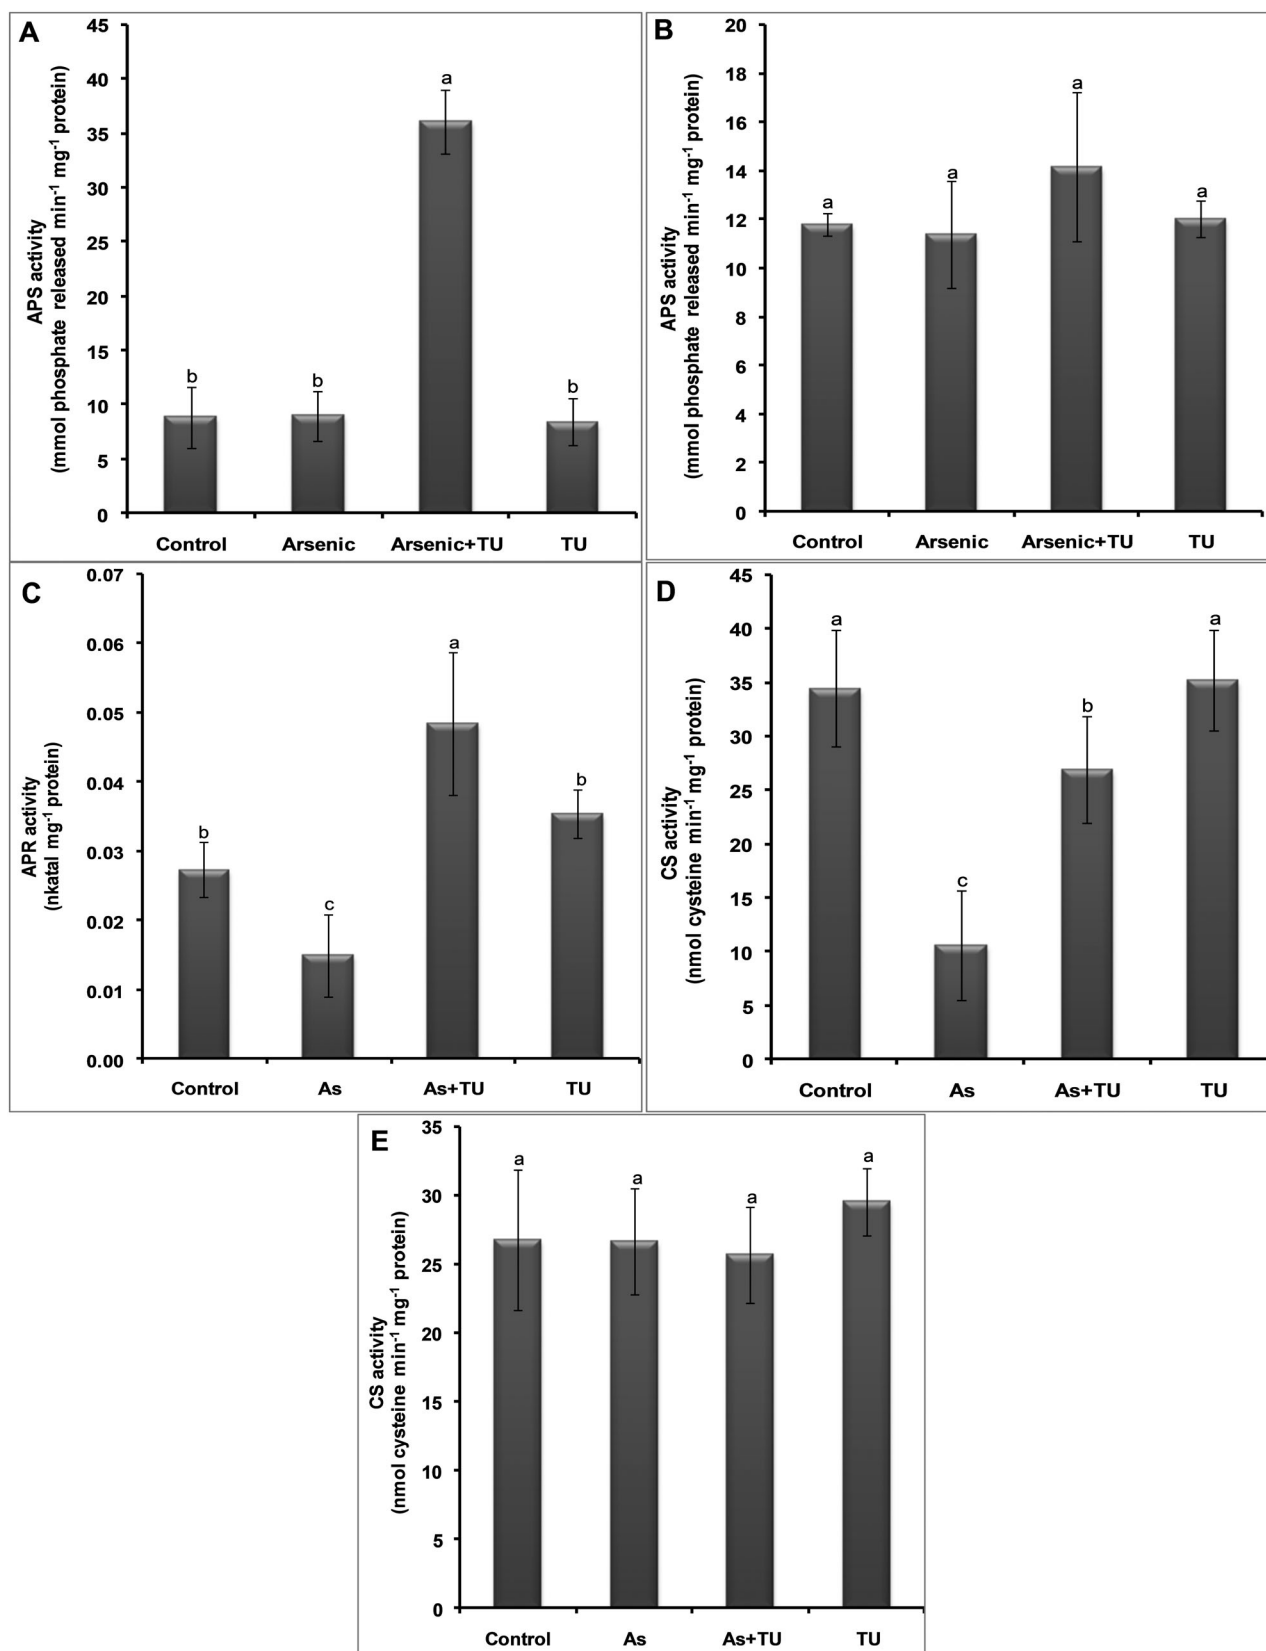 A
APS activity
(mmol phosphate released min⁻¹ mg⁻¹ protein)
45
40
35
30
25
20
15
10
5
0
b
b
a
b
Control Arsenic Arsenic+TU TU
B
APS activity
(mmol phosphate released min⁻¹ mg⁻¹ protein)
20
18
16
14
12
10
8
6
4
2
0
a
a
a
a
Control Arsenic Arsenic+TU TU
C
APR activity
(nkatal mg⁻¹ protein)
0.07
0.06
0.05
0.04
0.03
0.02
0.01
0.00
b
c
a
b
Control As As+TU TU
D
CS activity
(nmol cysteine min⁻¹ mg⁻¹ protein)
45
40
35
30
25
20
15
10
5
0
a
c
b
a
Control As As+TU TU
E
CS activity
(nmol cysteine min⁻¹ mg⁻¹ protein)
35
30
25
20
15
10
5
0
a
a
a
a
Control As As+TU TU